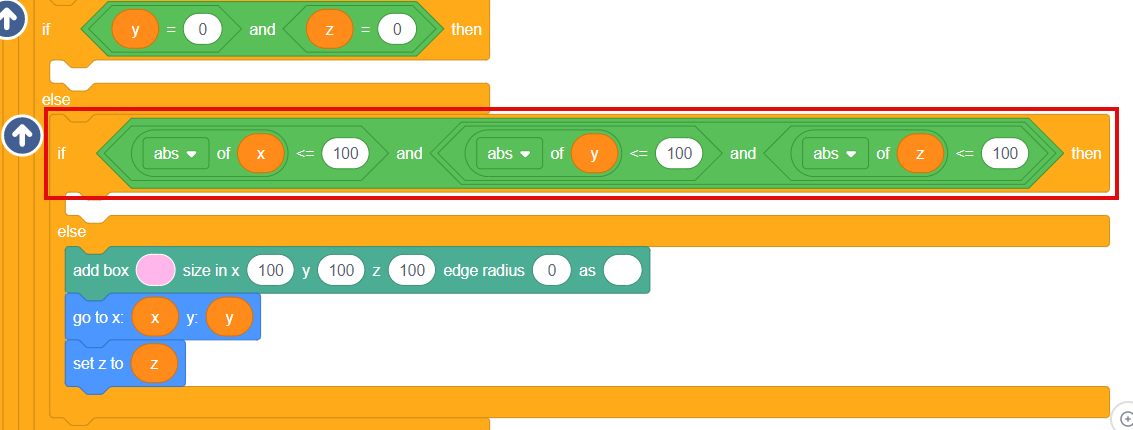 if y = 0 and z = 0 then
else
if abs of x <= 100 and abs of y <= 100 and abs of z <= 100 then
else
add box size in x 100 y 100 z 100 edge radius 0 as
go to x: x y: y
set z to z